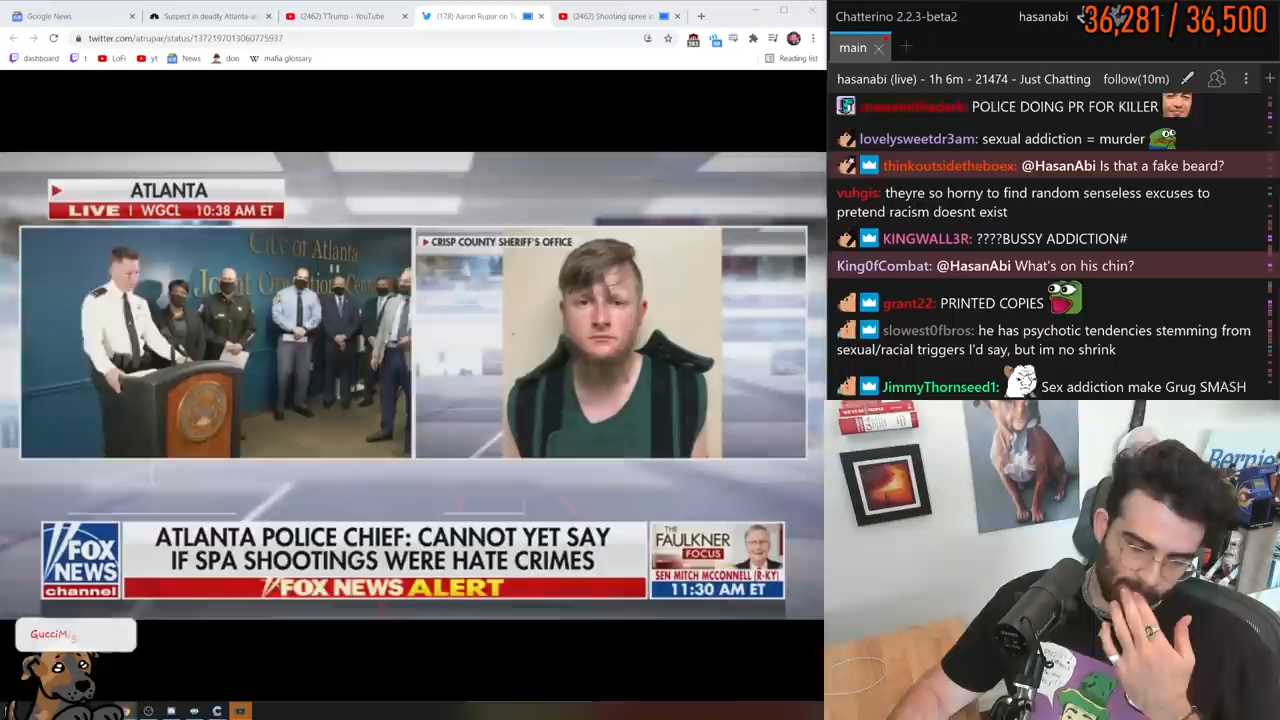 Google News
Suspect in deadly Atlanta-a
(2462) TTrump - YouTube
(178) Aaron Rupar on Tw
(2462) Shooting spree i
twitter.com/atrupar/status/1372197013060775937
dashboard
t
LoFi
yt
News
don
mafia glossary
Reading list
ATLANTA
LIVE | WGCL 10:38 AM ET
City of Atlanta
Joint Operations Center
CRISP COUNTY SHERIFF'S OFFICE
FOX
NEWS
channel
ATLANTA POLICE CHIEF: CANNOT YET SAY
IF SPA SHOOTINGS WERE HATE CRIMES
FOX NEWS ALERT
THE
FAULKNER
FOCUS
SEN MITCH MCCONNELL (R-KY)
11:30 AM ET
Chatterino 2.2.3-beta2
hasanabi
36,281 / 36,500
main
hasanabi (live) - 1h 6m - 21474 - Just Chatting
follow(10m)
POLICE DOING PR FOR KILLER
lovelysweetdr3am: sexual addiction = murder
thinkoutsidetheboex: @HasanAbi Is that a fake beard?
vuhgis: theyre so horny to find random senseless excuses to
pretend racism doesnt exist
KINGWALL3R: ????BUSSY ADDICTION#
King0fCombat: @HasanAbi What's on his chin?
grant22: PRINTED COPIES
slowest0fbros: he has psychotic tendencies stemming from
sexual/racial triggers I'd say, but im no shrink
JimmyThornseed1: Sex addiction make Grug SMASH
Bernie